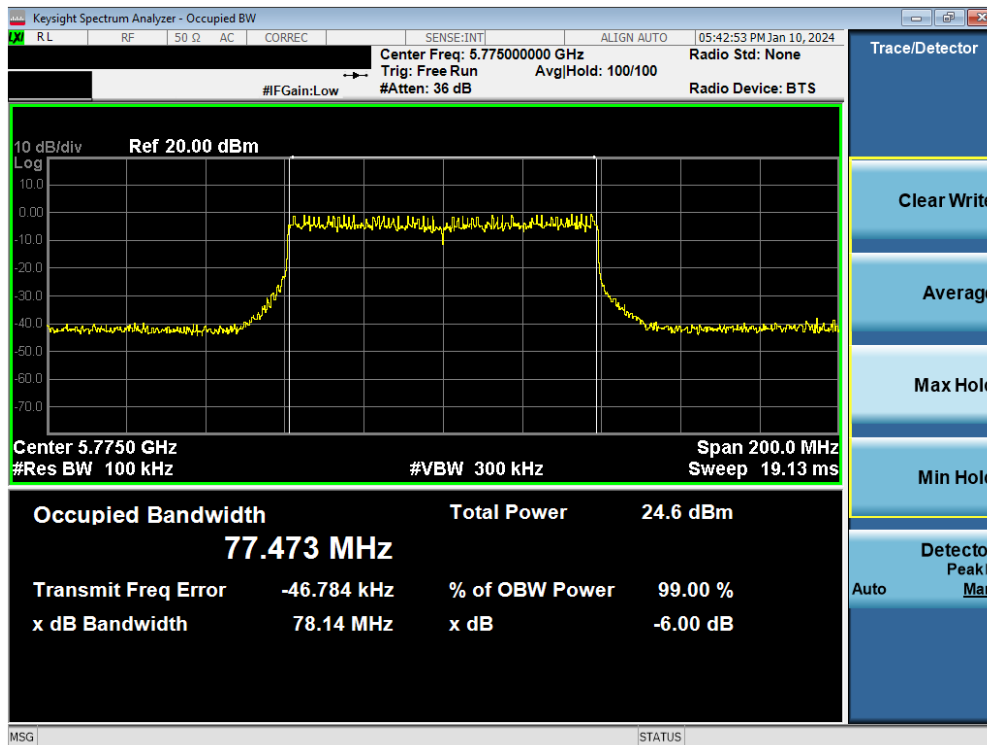 Keysight Spectrum Analyzer - Occupied BW
LXI RL RF 50 Ω AC CORREC SENSE:INT ALIGN AUTO 05:42:53 PM Jan 10, 2024
Center Freq: 5.775000000 GHz Radio Std: None
Trig: Free Run Avg|Hold: 100/100
#IFGain:Low #Atten: 36 dB Radio Device: BTS
10 dB/div Ref 20.00 dBm
Log
10.0
0.00
-10.0
-20.0
-30.0
-40.0
-50.0
-60.0
-70.0
Center 5.7750 GHz Span 200.0 MHz
#Res BW 100 kHz #VBW 300 kHz Sweep 19.13 ms
Occupied Bandwidth Total Power 24.6 dBm
77.473 MHz
Transmit Freq Error -46.784 kHz % of OBW Power 99.00 %
x dB Bandwidth 78.14 MHz x dB -6.00 dB
Trace/Detector
Clear Write
Average
Max Hold
Min Hold
Detector
Peak
Auto Man
MSG STATUS